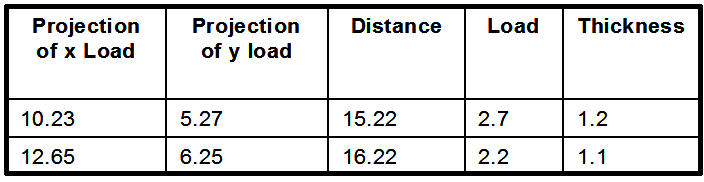 Projection of x Load Projection of y load Distance Load Thickness
10.23 5.27 15.22 2.7 1.2
12.65 6.25 16.22 2.2 1.1